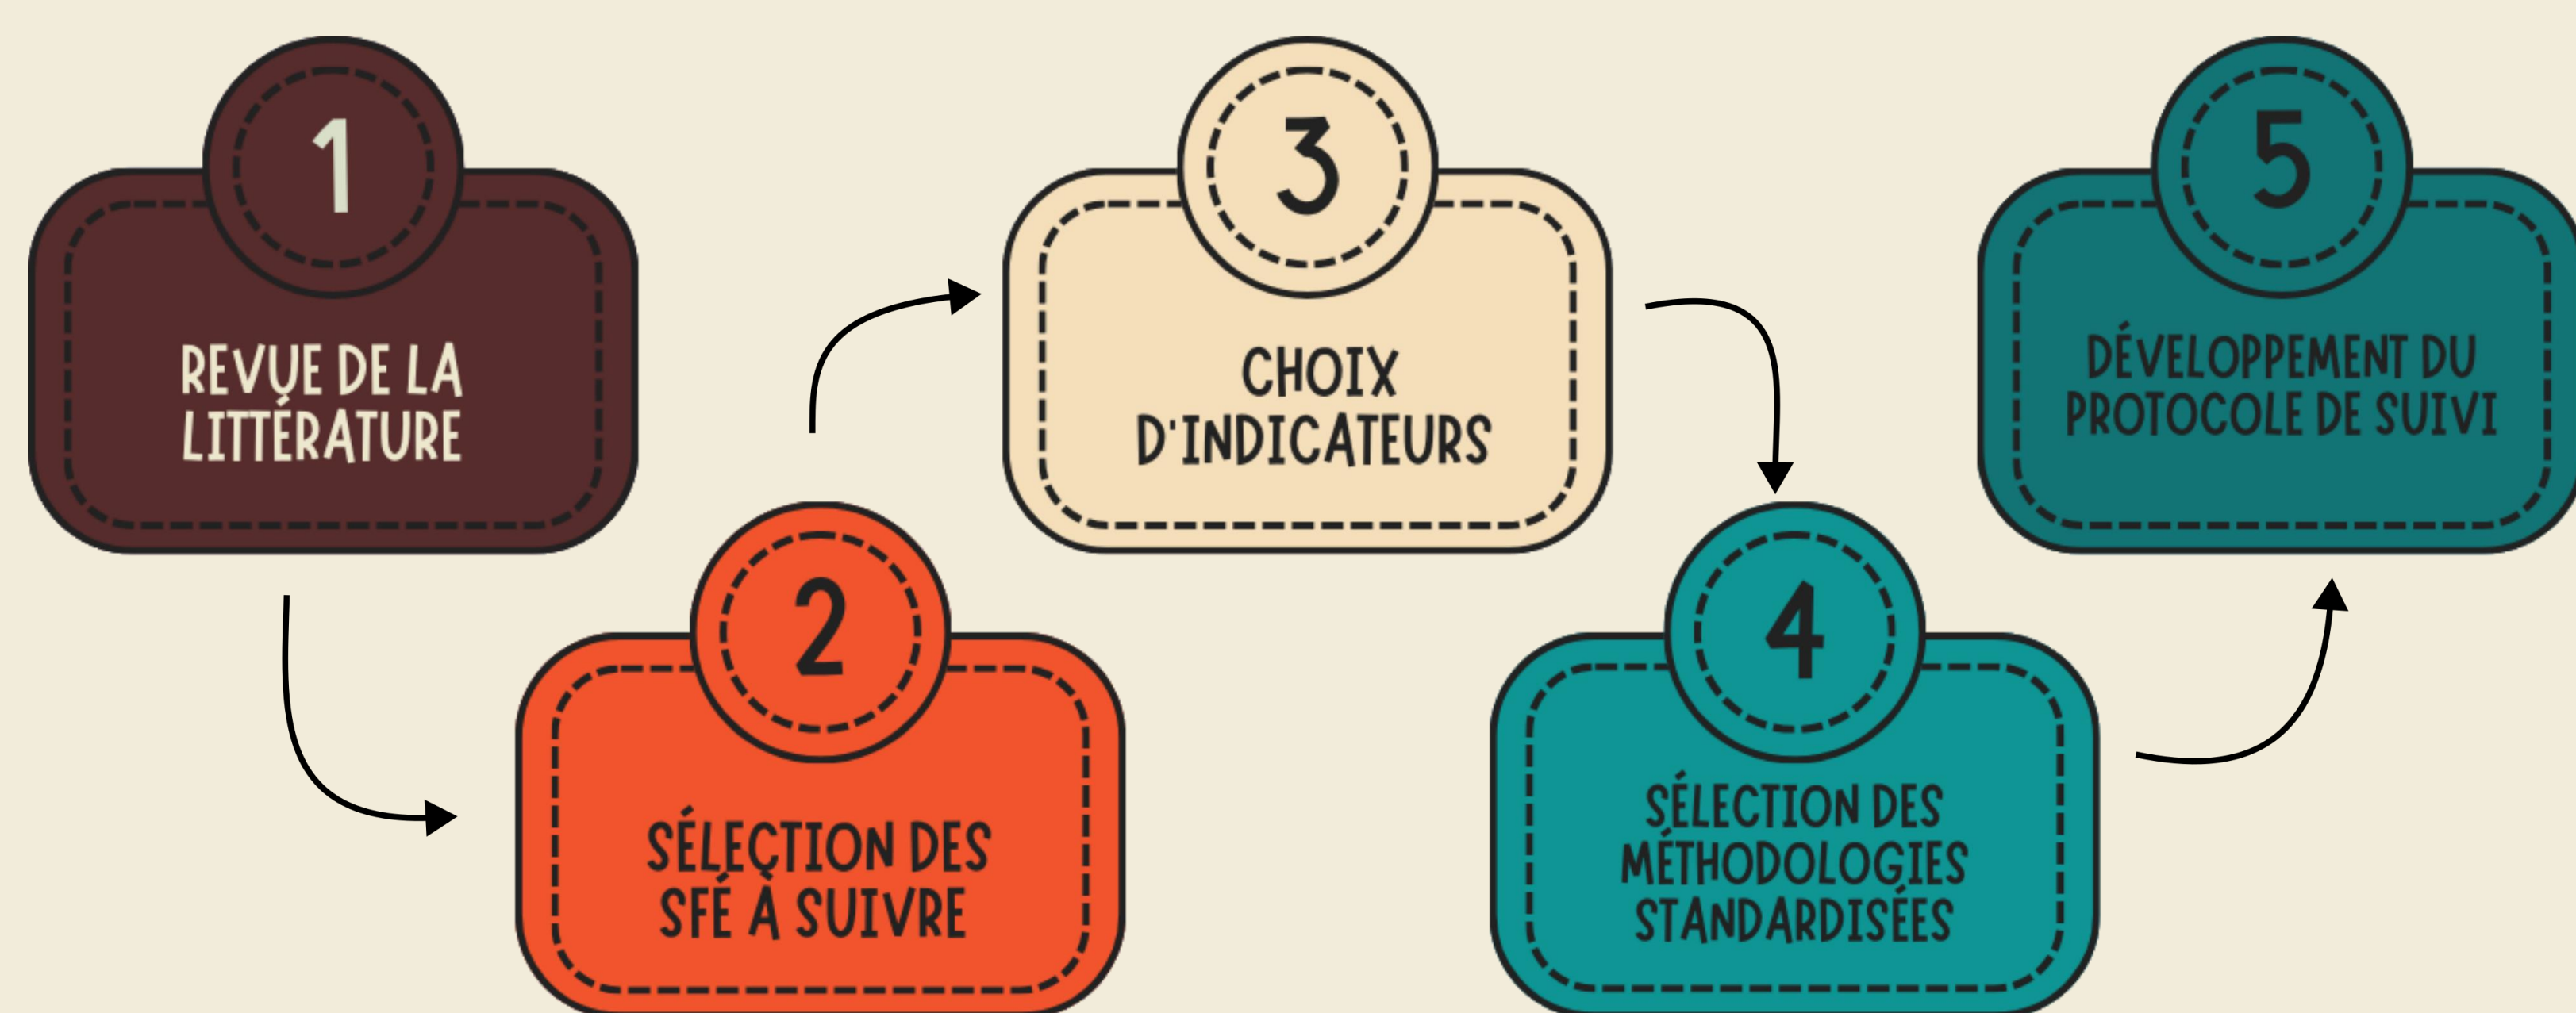 1
REVUE DE LA
LITTÉRATURE
2
SÉLECTION DES
SFÉ À SUIVRE
3
CHOIX
D'INDICATEURS
4
SÉLECTION DES
MÉTHODOLOGIES
STANDARDISÉES
5
DÉVELOPPEMENT DU
PROTOCOLE DE SUIVI